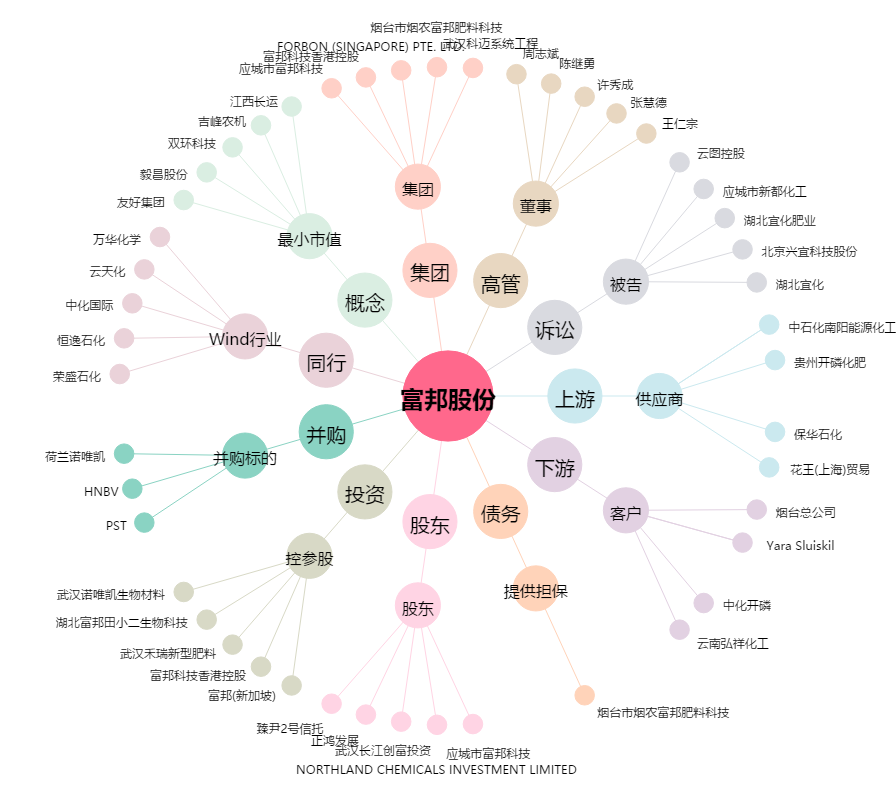 烟台市烟农富邦肥料科技
武汉科迈系统工程
FORBON (SINGAPORE) PTE. LTD.
富邦科技香港控股
应城市富邦科技
周志斌
陈继勇
许秀成
张慧德
王仁宗
江西长运
吉峰农机
双环科技
毅昌股份
友好集团
云图控股
应城市新都化工
湖北宜化肥业
北京兴宜科技股份
湖北宜化
集团
董事
最小市值
集团
高管
被告
概念
诉讼
万华化学
云天化
中化国际
恒逸石化
荣盛石化
Wind行业
同行
富邦股份
上游
供应商
中石化南阳能源化工
贵州开磷化肥
保华石化
花王(上海)贸易
并购
并购标的
荷兰诺唯凯
HNBV
PST
下游
客户
烟台总公司
Yara Sluiskil
中化开磷
云南弘祥化工
投资
股东
债务
控参股
股东
提供担保
武汉诺唯凯生物材料
湖北富邦田小二生物科技
武汉禾瑞新型肥料
富邦科技香港控股
富邦(新加坡)
烟台市烟农富邦肥料科技
臻尹2号信托
正鸿发展
武汉长江创富投资
应城市富邦科技
NORTHLAND CHEMICALS INVESTMENT LIMITED